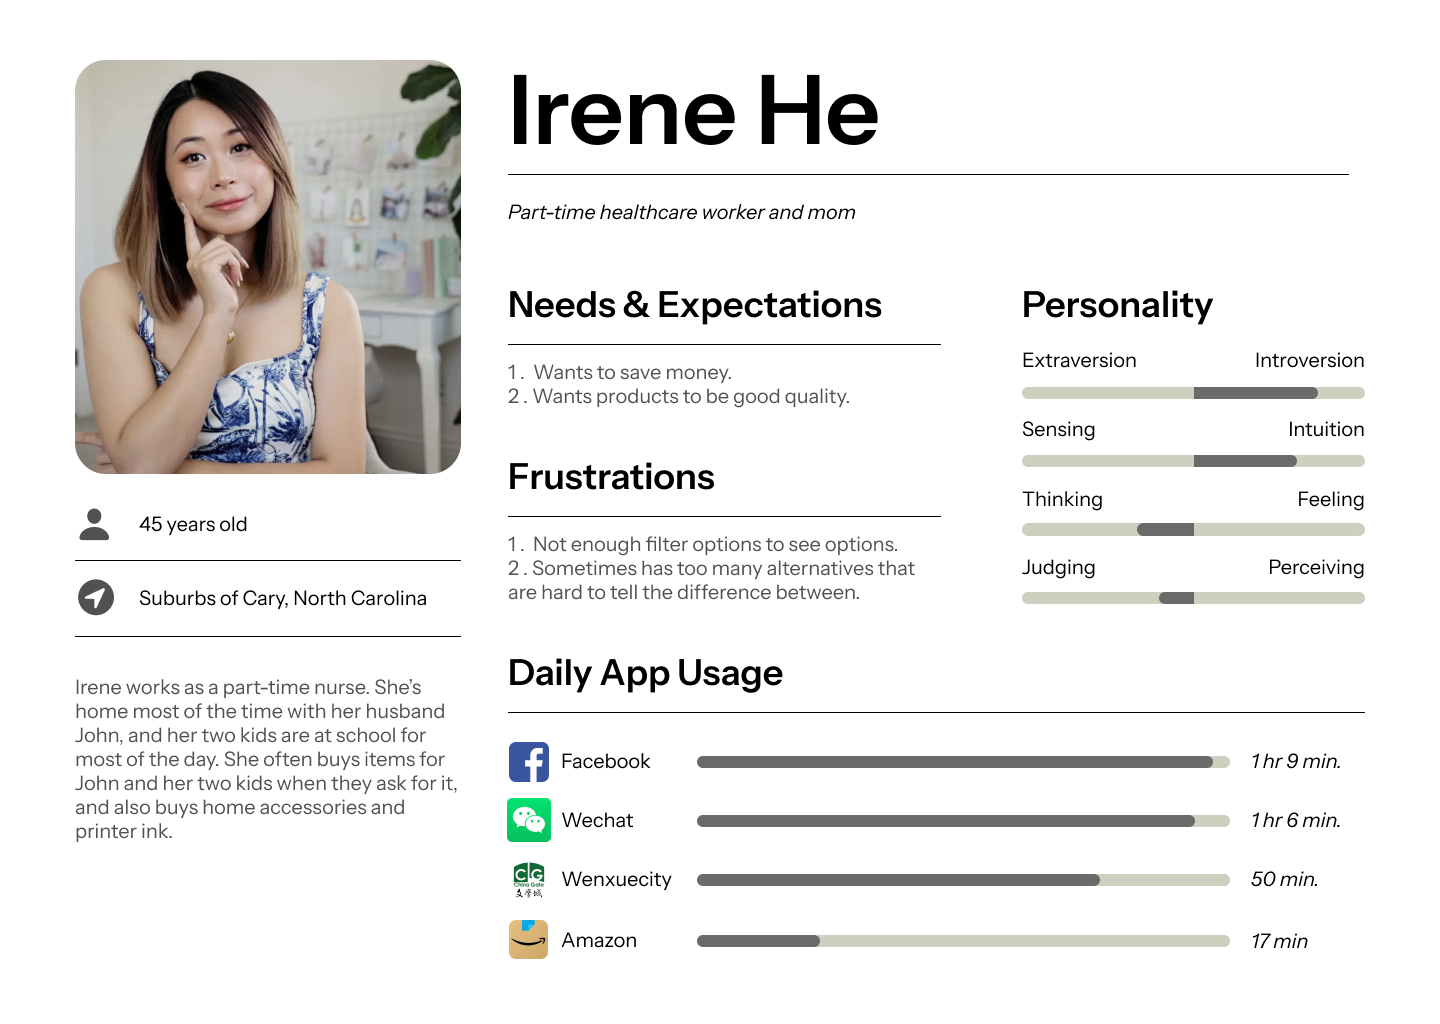 Irene He
Part-time healthcare worker and mom
45 years old
Suburbs of Cary, North Carolina
Irene works as a part-time nurse. She’s
home most of the time with her husband
John, and her two kids are at school for
most of the day. She often buys items for
John and her two kids when they ask for it,
and also buys home accessories and
printer ink.
Needs & Expectations
1. Wants to save money.
2. Wants products to be good quality.
Frustrations
1. Not enough filter options to see options.
2. Sometimes has too many alternatives that
are hard to tell the difference between.
Personality
Extraversion Introversion
Sensing Intuition
Thinking Feeling
Judging Perceiving
Daily App Usage
Facebook 1 hr 9 min.
Wechat 1 hr 6 min.
CG
China Gate
文学城
Wenxuecity 50 min.
Amazon 17 min